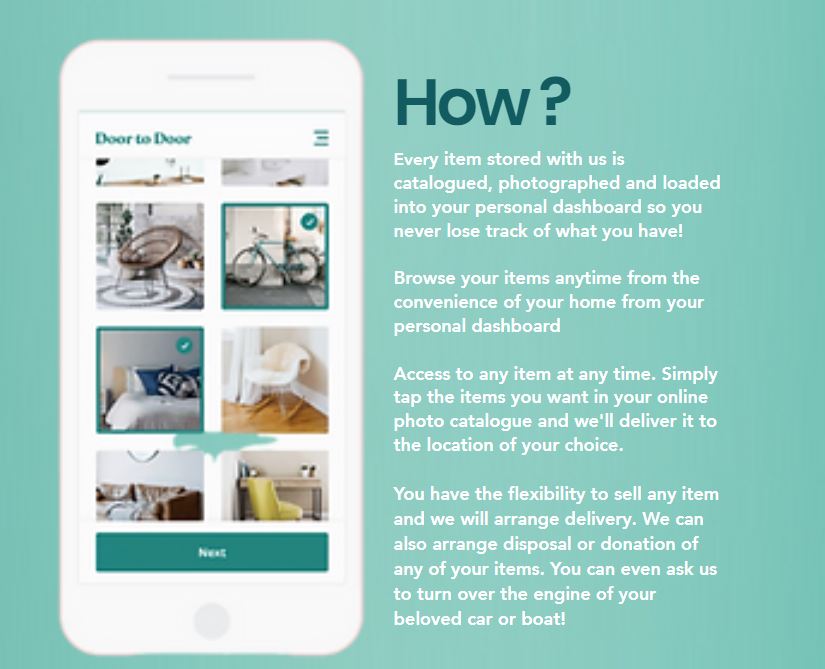 Door to Door
Next
How?
Every item stored with us is
catalogued, photographed and loaded
into your personal dashboard so you
never lose track of what you have!
Browse your items anytime from the
convenience of your home from your
personal dashboard
Access to any item at any time. Simply
tap the items you want in your online
photo catalogue and we'll deliver it to
the location of your choice.
You have the flexibility to sell any item
and we will arrange delivery. We can
also arrange disposal or donation of
any of your items. You can even ask us
to turn over the engine of your
beloved car or boat!